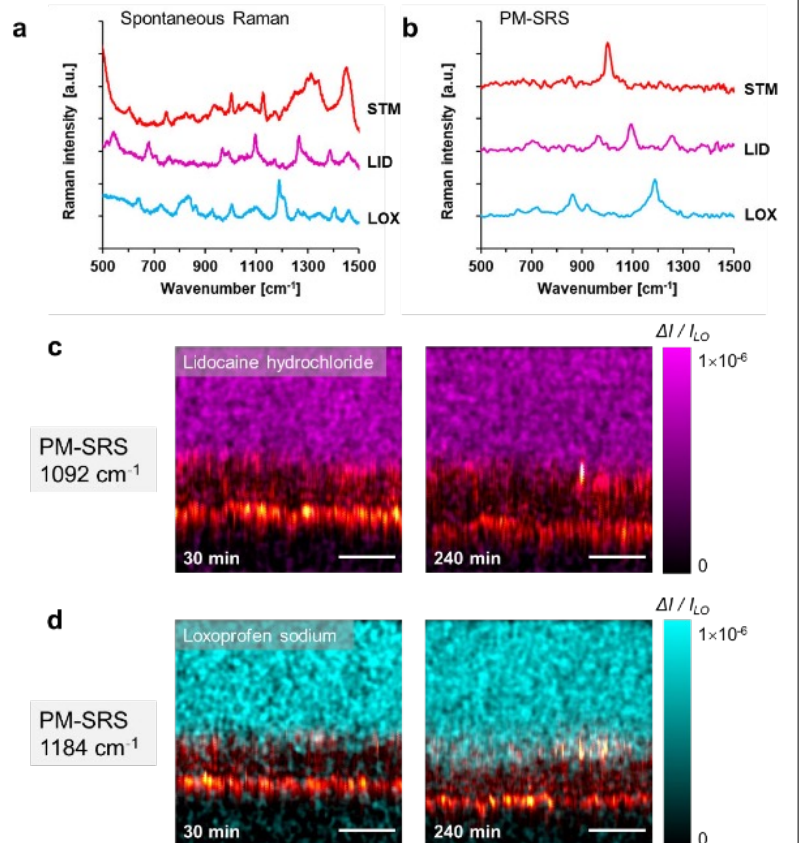 a
Spontaneous Raman
Raman intensity [a.u.]
STM
LID
LOX
500 700 900 1100 1300 1500
Wavenumber [cm⁻¹]
b
PM-SRS
Raman intensity [a.u.]
STM
LID
LOX
500 700 900 1100 1300 1500
Wavenumber [cm⁻¹]
c
PM-SRS
1092 cm⁻¹
Lidocaine hydrochloride
30 min
240 min
ΔI / I_LO
1×10⁻⁶
0
d
PM-SRS
1184 cm⁻¹
Loxoprofen sodium
30 min
240 min
ΔI / I_LO
1×10⁻⁶
0